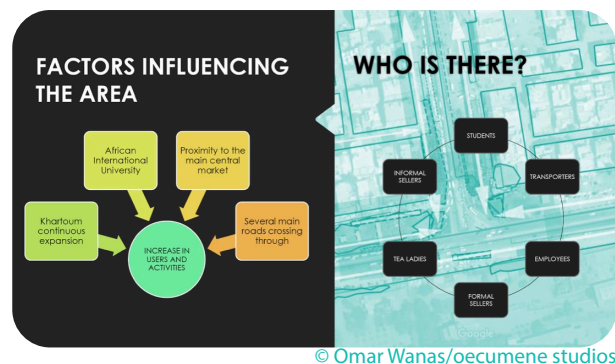 FACTORS INFLUENCING
THE AREA
African
International
University
Proximity to the
main central
market
Khartoum
continuous
expansion
Several main
roads crossing
through
INCREASE IN
USERS AND
ACTIVITIES
WHO IS THERE?
STUDENTS
TRANSPORTERS
EMPLOYEES
FORMAL
SELLERS
TEA LADIES
INFORMAL
SELLERS
Google
© Omar Wanas/oecumene studios